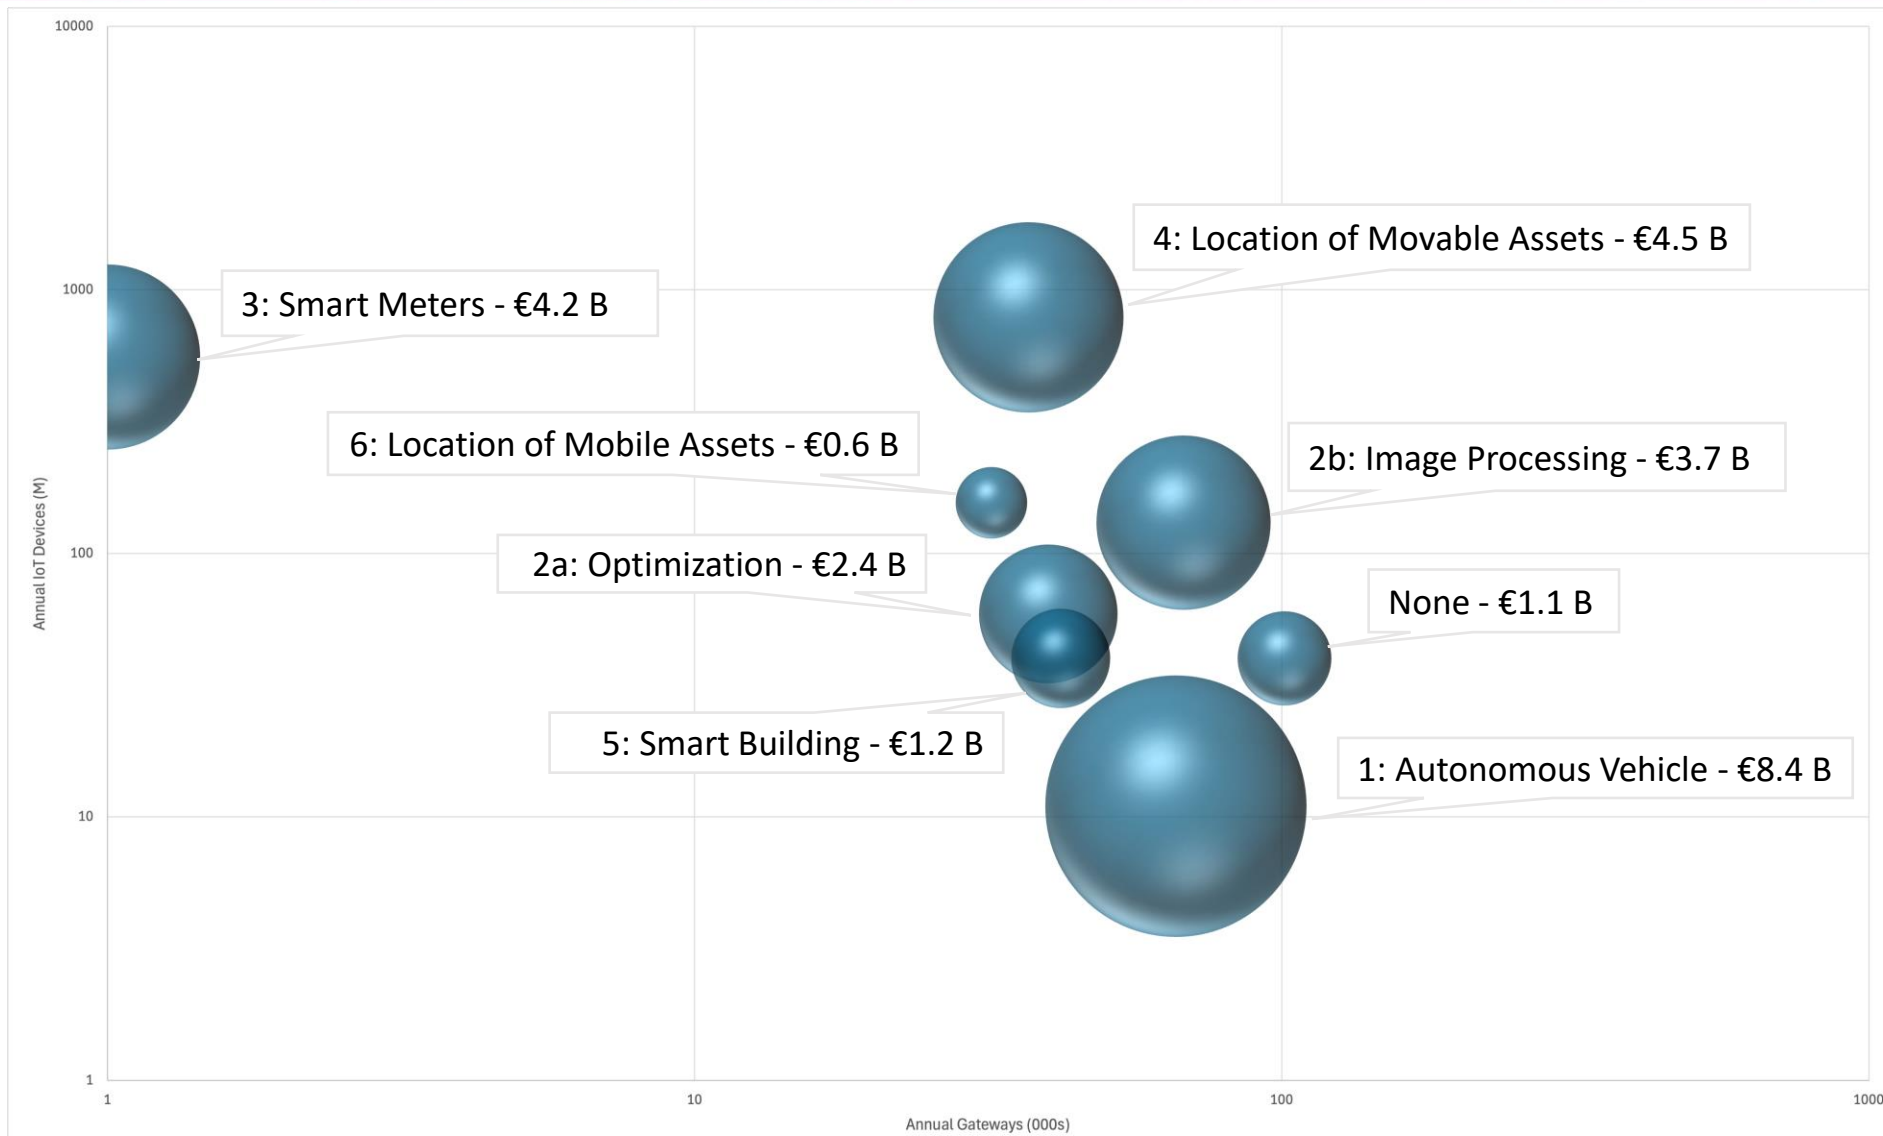 10000
4: Location of Movable Assets - €4.5 B
1000
3: Smart Meters - €4.2 B
6: Location of Mobile Assets - €0.6 B
2b: Image Processing - €3.7 B
Annual IoT Devices (M)
100
2a: Optimization - €2.4 B
None - €1.1 B
5: Smart Building - €1.2 B
1: Autonomous Vehicle - €8.4 B
10
1
1 10 100 1000
Annual Gateways (000s)